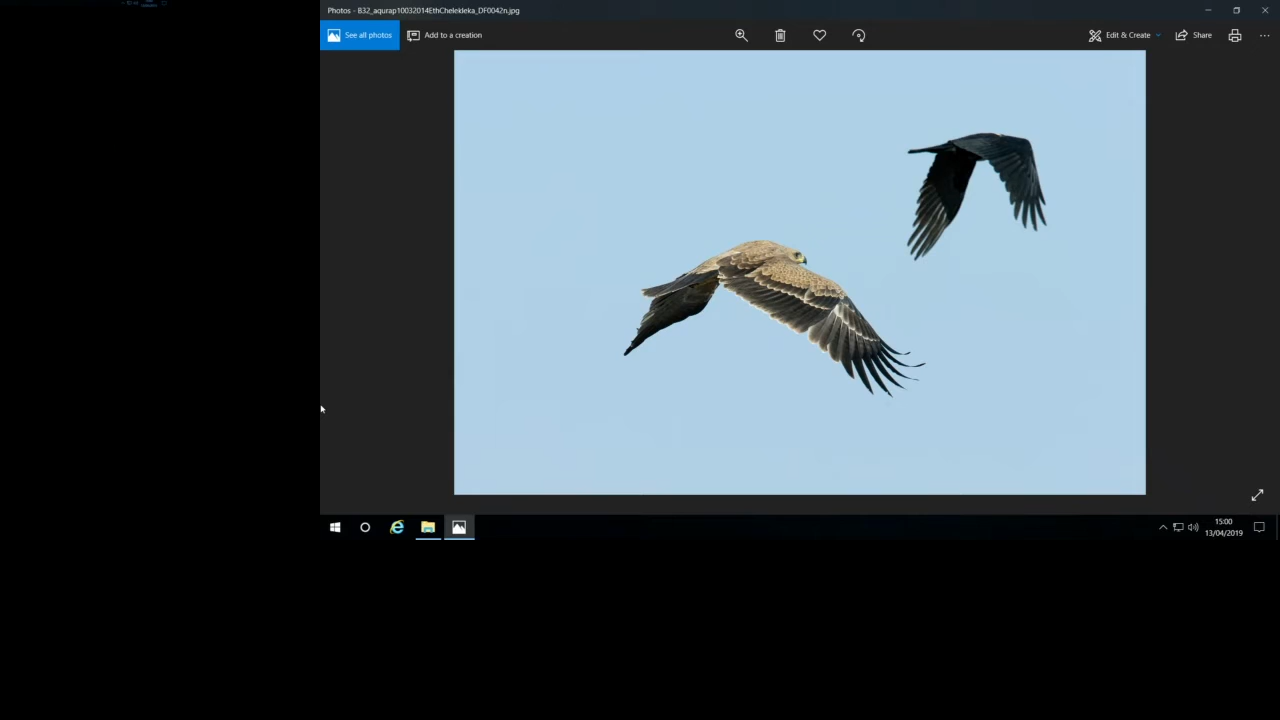 Photos - B32_aqurap10032014EthChelekleka_DF0042n.jpg
See all photos
Add to a creation
Edit & Create
Share
15:00
13/04/2019